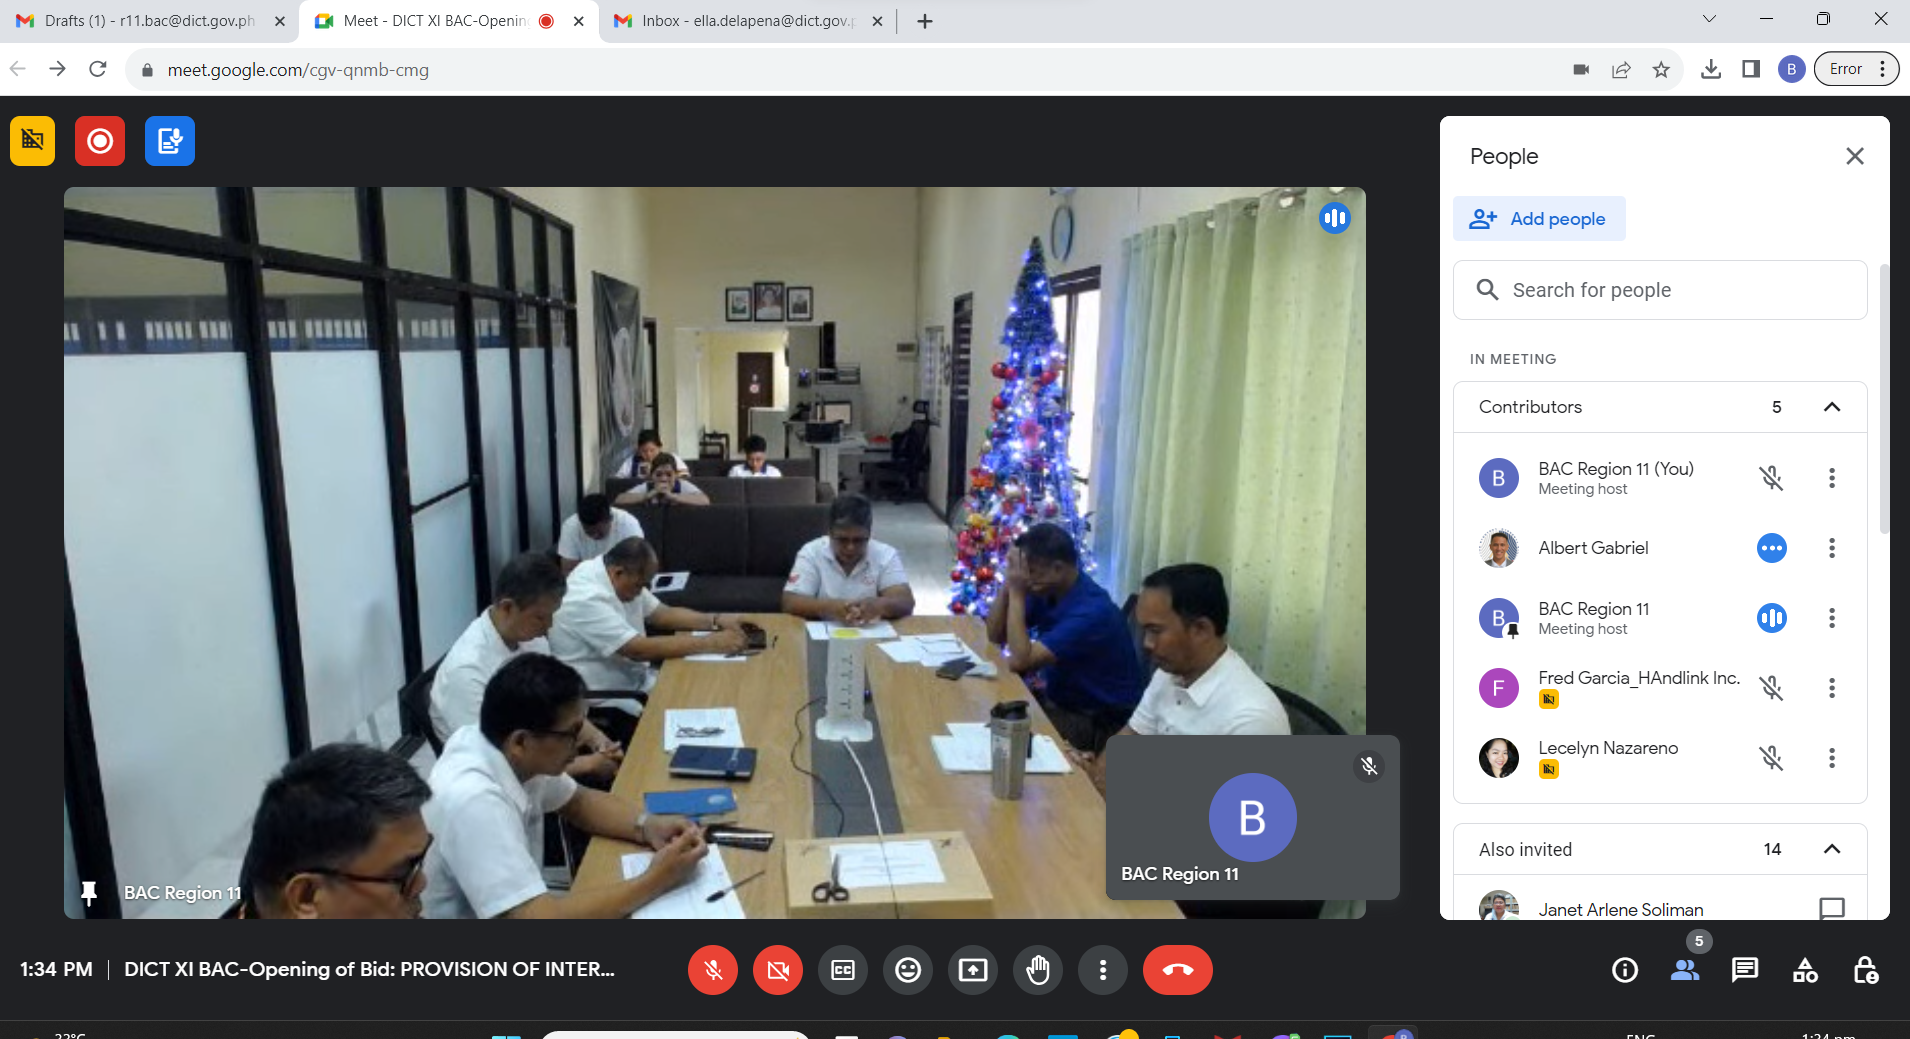 Drafts (1) - r11.bac@dict.gov.ph
Meet - DICT XI BAC-Openin
Inbox - ella.delapena@dict.gov.p
meet.google.com/cgv-qnmb-cmg
B
Error
People
Add people
Search for people
IN MEETING
Contributors 5
B
BAC Region 11 (You)
Meeting host
Albert Gabriel
B
BAC Region 11
Meeting host
F
Fred Garcia_HAndlink Inc.
Lecelyn Nazareno
Also invited 14
Janet Arlene Soliman
B
BAC Region 11
BAC Region 11
1:34 PM | DICT XI BAC-Opening of Bid: PROVISION OF INTER...
CC
5